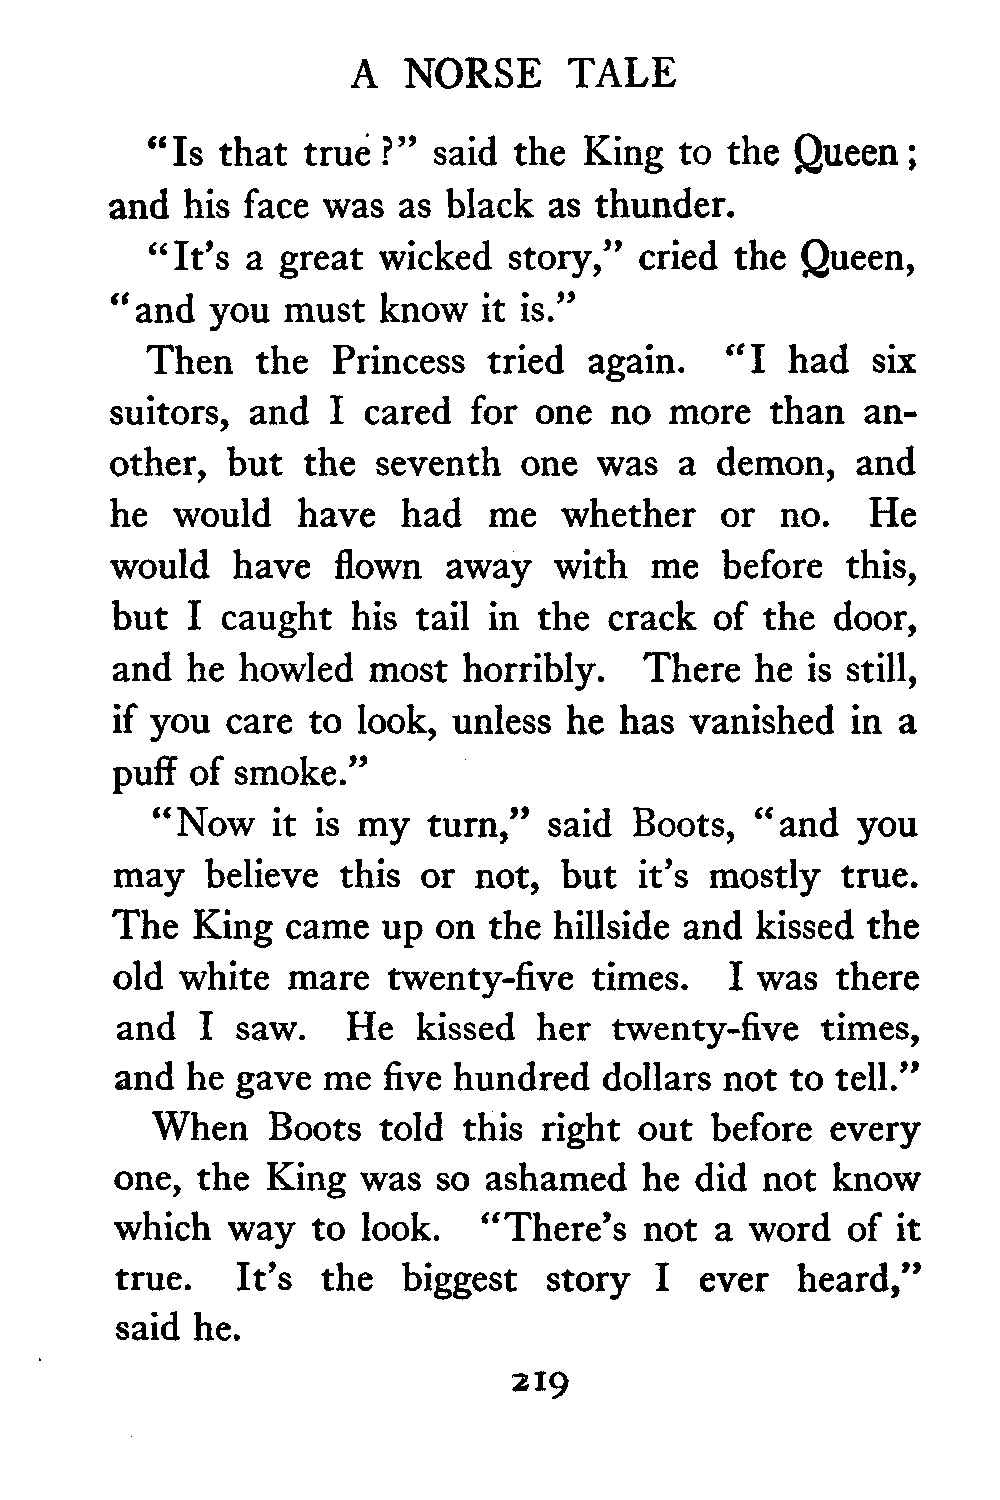 A NORSE TALE
“Is that true?” said the King to the Queen;
and his face was as black as thunder.
“It’s a great wicked story,” cried the Queen,
“and you must know it is.”
Then the Princess tried again. “I had six
suitors, and I cared for one no more than an-
other, but the seventh one was a demon, and
he would have had me whether or no. He
would have flown away with me before this,
but I caught his tail in the crack of the door,
and he howled most horribly. There he is still,
if you care to look, unless he has vanished in a
puff of smoke.”
“Now it is my turn,” said Boots, “and you
may believe this or not, but it’s mostly true.
The King came up on the hillside and kissed the
old white mare twenty-five times. I was there
and I saw. He kissed her twenty-five times,
and he gave me five hundred dollars not to tell.”
When Boots told this right out before every
one, the King was so ashamed he did not know
which way to look. “There’s not a word of it
true. It’s the biggest story I ever heard,”
said he.
219